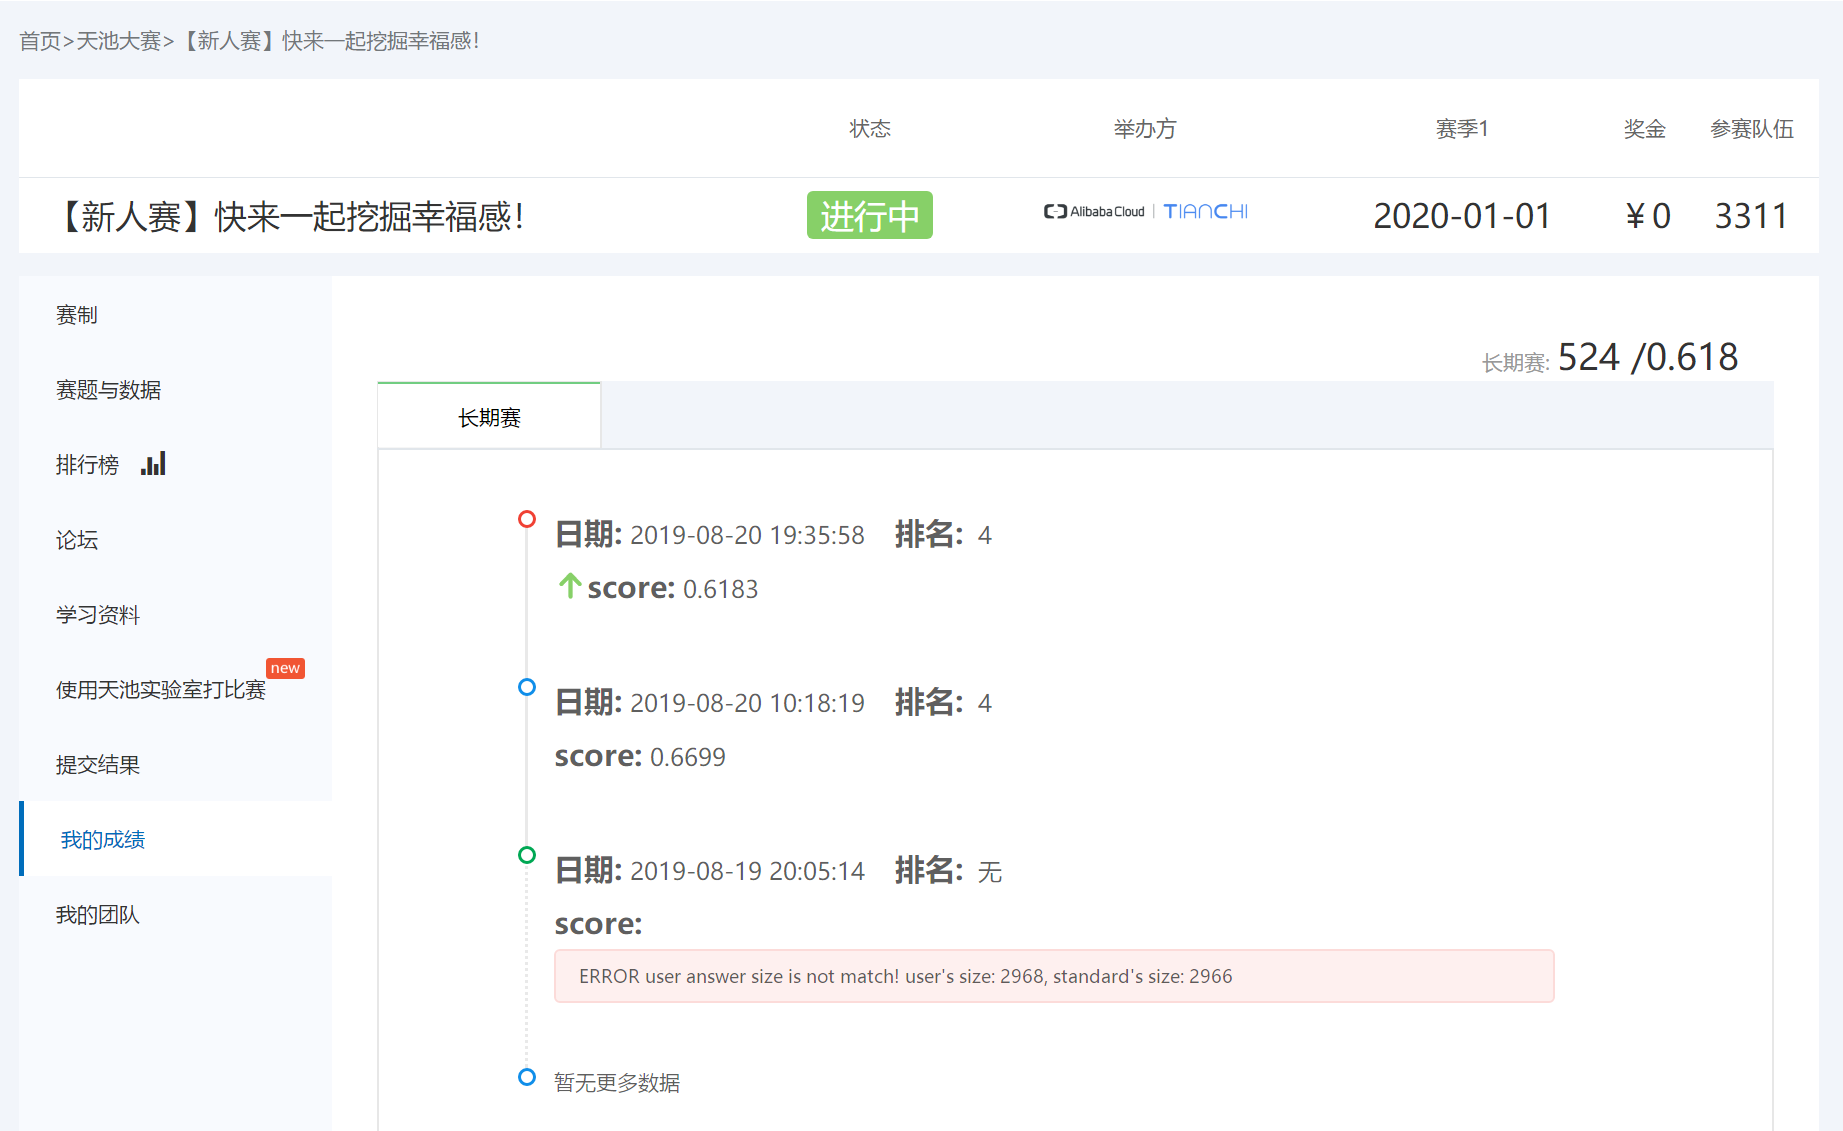 首页>天池大赛>【新人赛】快来一起挖掘幸福感!
状态 举办方 赛季1 奖金 参赛队伍
【新人赛】快来一起挖掘幸福感! 进行中 Alibaba Cloud | TIANCHI 2020-01-01 ¥0 3311
赛制
赛题与数据
排行榜
论坛
学习资料
使用天池实验室打比赛 new
提交结果
我的成绩
我的团队
长期赛: 524 /0.618
长期赛
日期: 2019-08-20 19:35:58 排名: 4
score: 0.6183
日期: 2019-08-20 10:18:19 排名: 4
score: 0.6699
日期: 2019-08-19 20:05:14 排名: 无
score:
ERROR user answer size is not match! user's size: 2968, standard's size: 2966
暂无更多数据